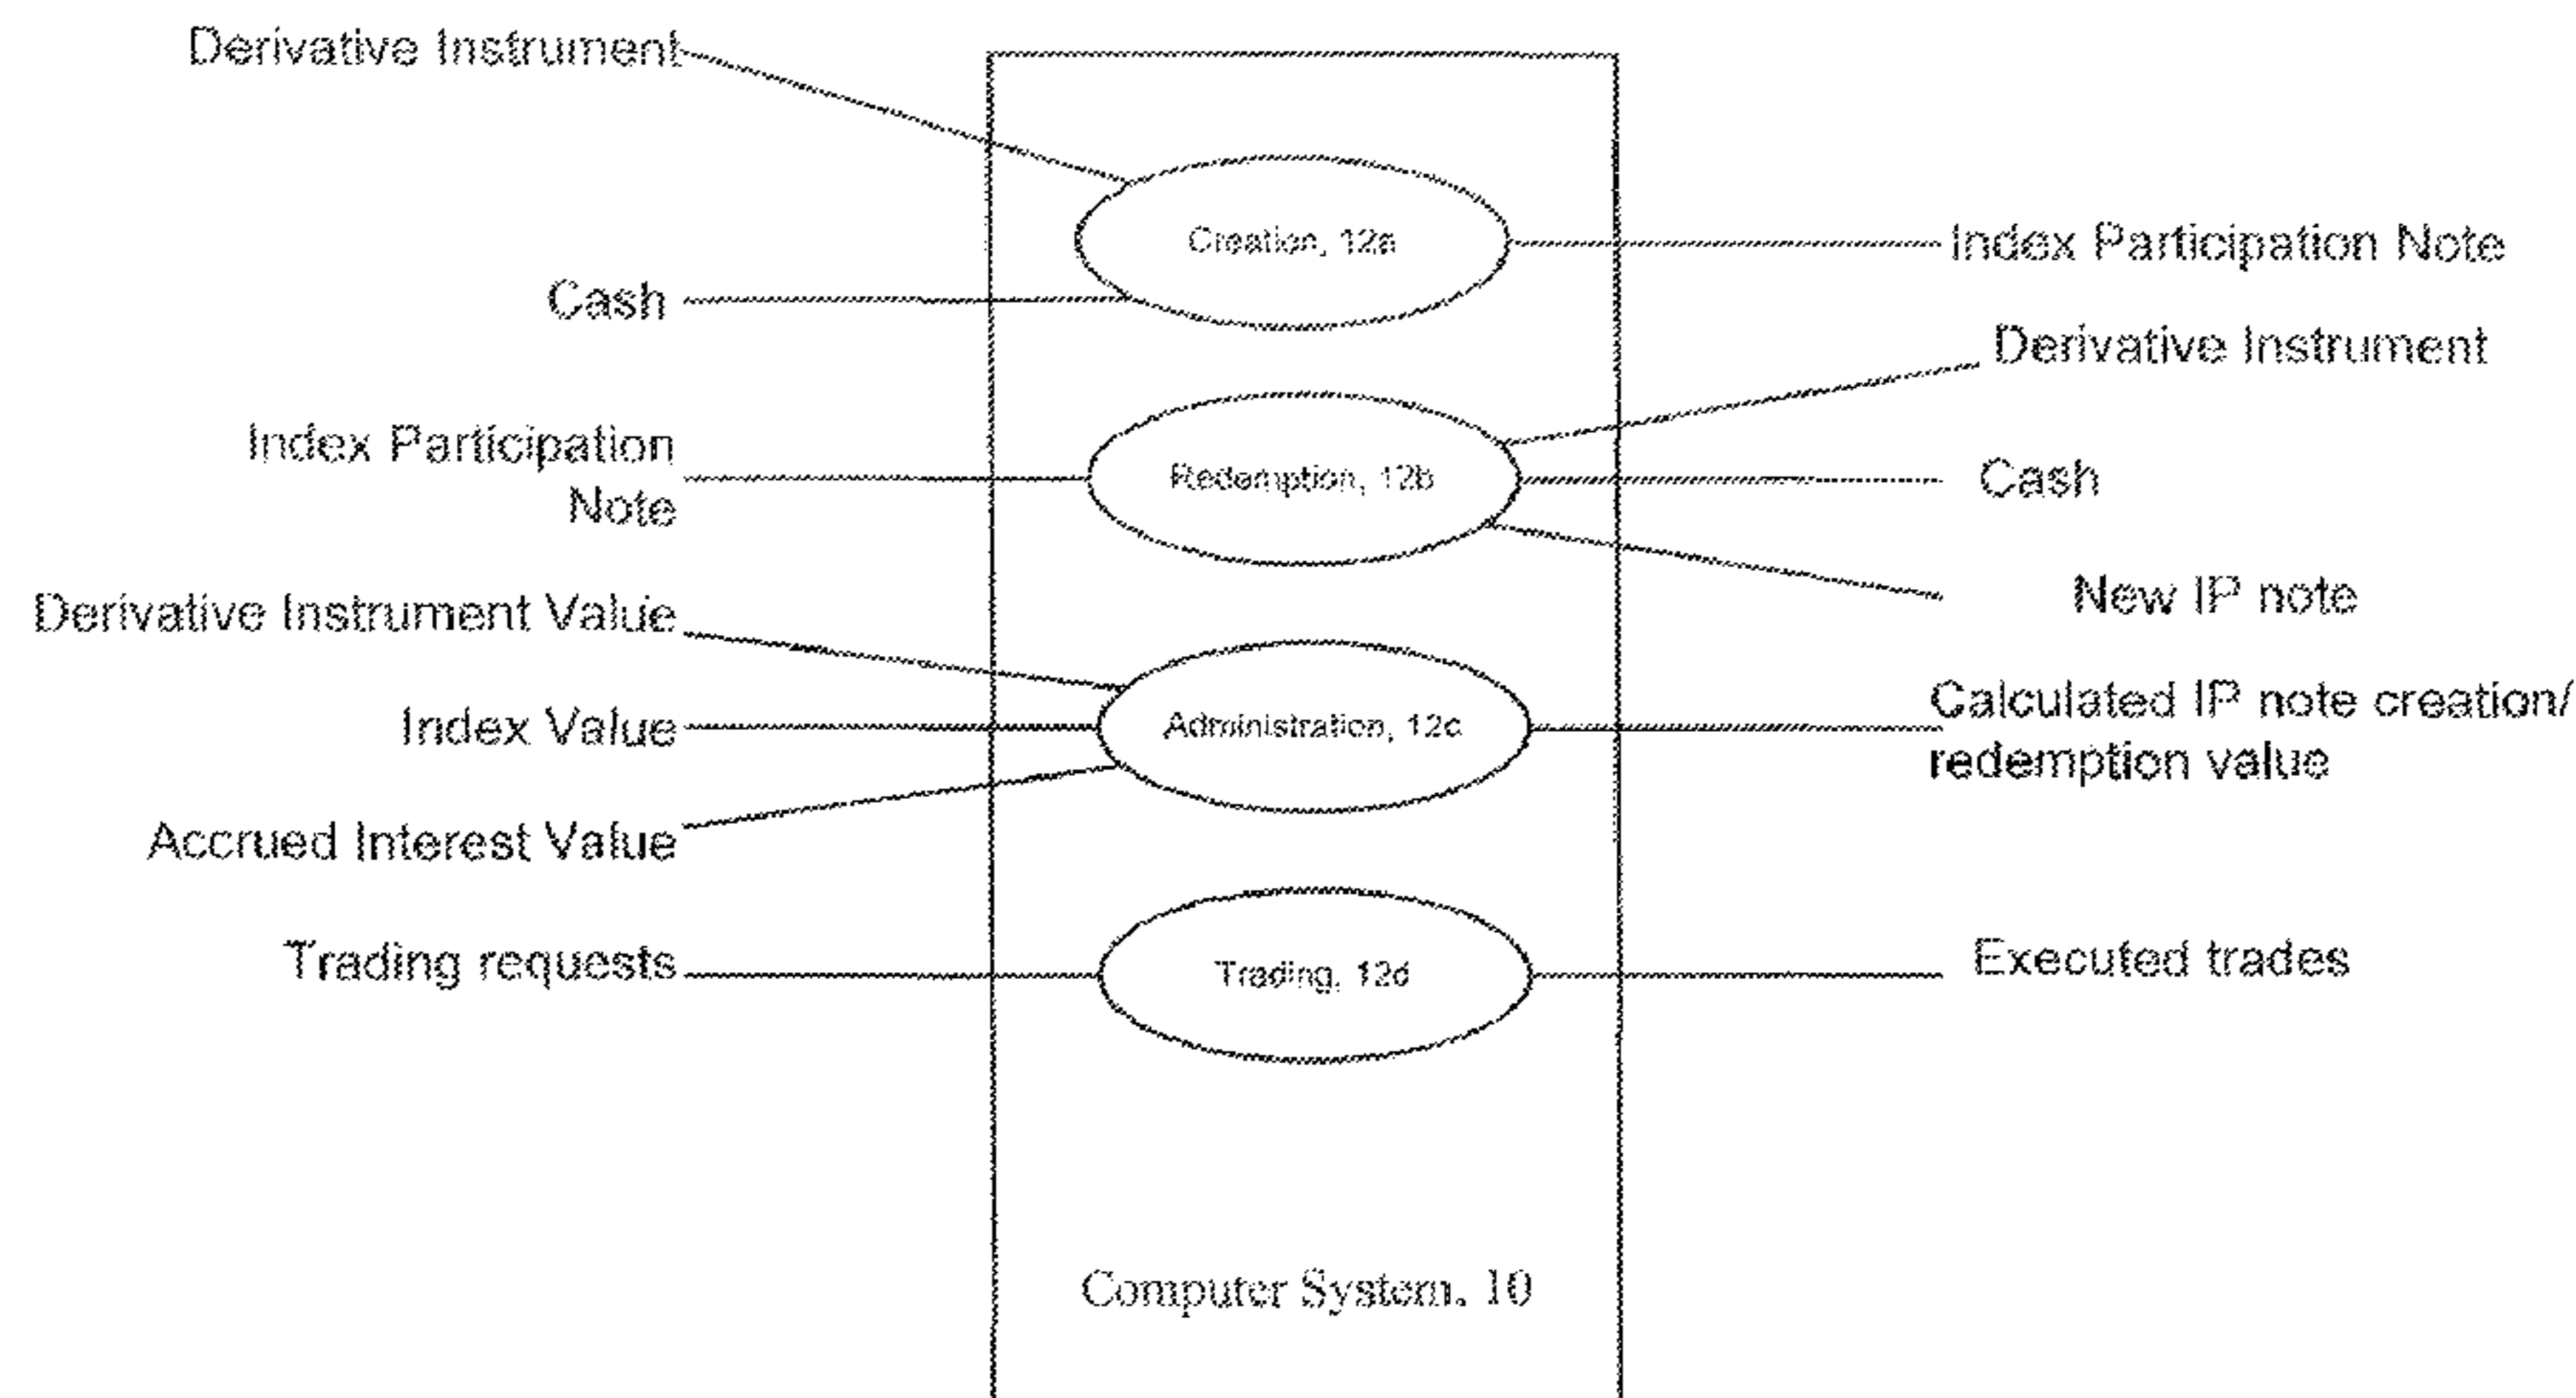 Derivative Instrument
Creation, 12a
Cash
Index Participation Note
Derivative Instrument
Index Participation
Note
Redemption, 12b
Cash
New IP note
Derivative Instrument Value
Index Value
Accrued Interest Value
Administration, 12c
Calculated IP note creation/
redemption value
Trading requests
Trading, 12d
Executed trades
Computer System, 10